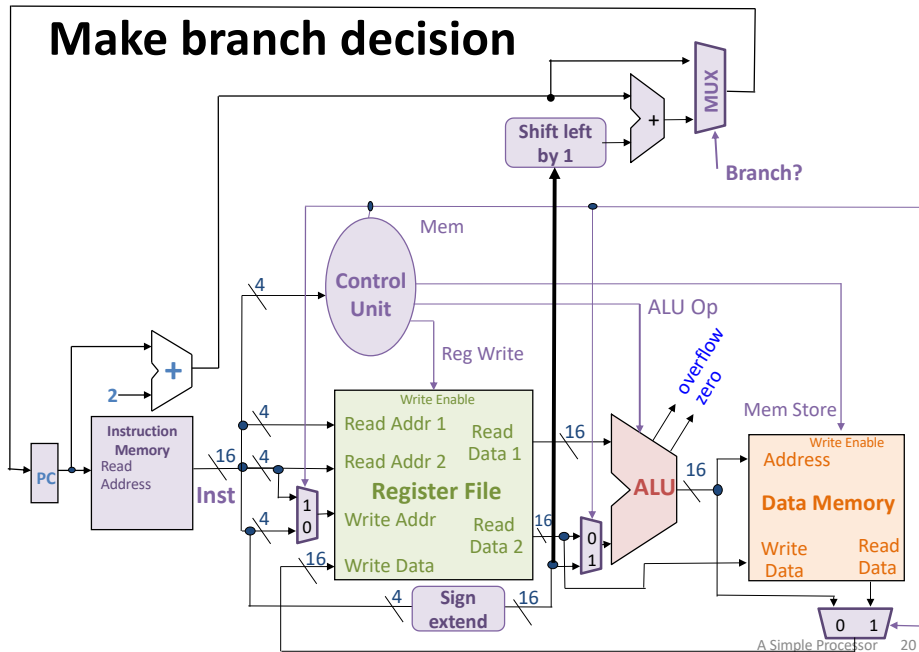 Make branch decision
MUX
+
Shift left
by 1
Branch?
Mem
4
Control
Unit
ALU Op
+
2
Reg Write
overflow
zero
Mem Store
Instruction
Memory
Read
Address
PC
16
Inst
4
4
4
16
1
0
Write Enable
Read Addr 1
Read
Data 1
Read Addr 2
Register File
Write Addr
Read
Data 2
Write Data
16
16
0
1
ALU
16
Write Enable
Address
Data Memory
Write
Data
Read
Data
4
Sign
extend
16
0 1
A Simple Processor 20